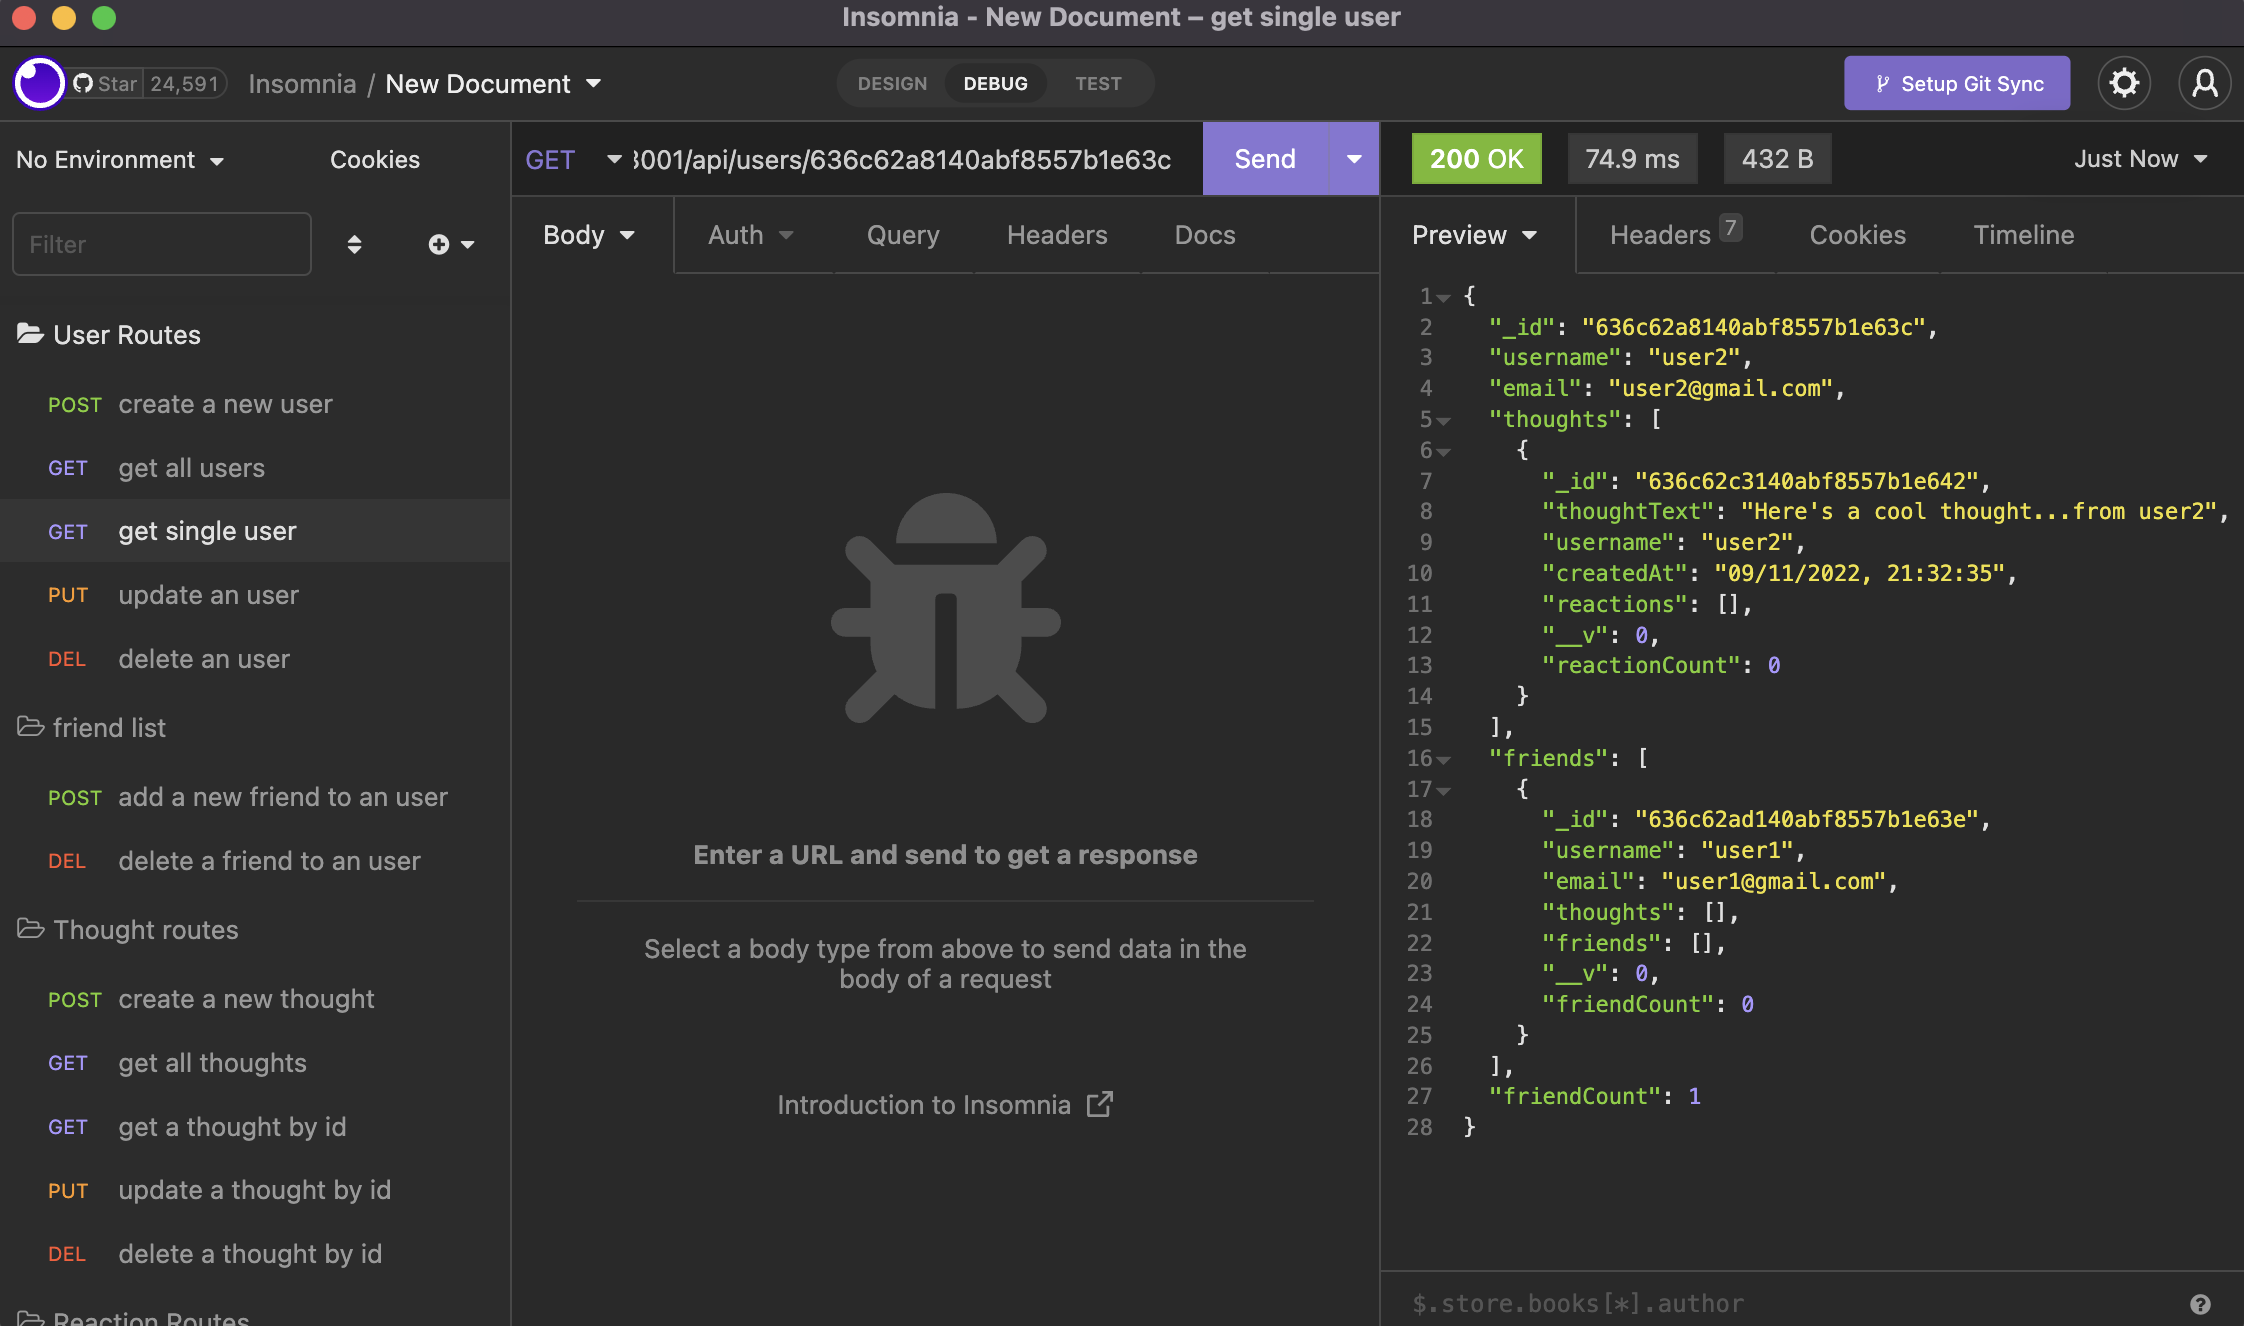 Insomnia - New Document – get single user
Star 24,591
Insomnia / New Document
DESIGN DEBUG TEST
Setup Git Sync
No Environment Cookies
Filter
User Routes
POST create a new user
GET get all users
GET get single user
PUT update an user
DEL delete an user
friend list
POST add a new friend to an user
DEL delete a friend to an user
Thought routes
POST create a new thought
GET get all thoughts
GET get a thought by id
PUT update a thought by id
DEL delete a thought by id
Reaction Routes
GET 3001/api/users/636c62a8140abf8557b1e63c Send
Body Auth Query Headers Docs
Enter a URL and send to get a response
Select a body type from above to send data in the
body of a request
Introduction to Insomnia
200 OK 74.9 ms 432 B Just Now
Preview Headers 7 Cookies Timeline
1 {
2 "_id": "636c62a8140abf8557b1e63c",
3 "username": "user2",
4 "email": "user2@gmail.com",
5 "thoughts": [
6 {
7 "_id": "636c62c3140abf8557b1e642",
8 "thoughtText": "Here's a cool thought...from user2",
9 "username": "user2",
10 "createdAt": "09/11/2022, 21:32:35",
11 "reactions": [],
12 "__v": 0,
13 "reactionCount": 0
14 }
15 ],
16 "friends": [
17 {
18 "_id": "636c62ad140abf8557b1e63e",
19 "username": "user1",
20 "email": "user1@gmail.com",
21 "thoughts": [],
22 "friends": [],
23 "__v": 0,
24 "friendCount": 0
25 }
26 ],
27 "friendCount": 1
28 }
$.store.books[*].author